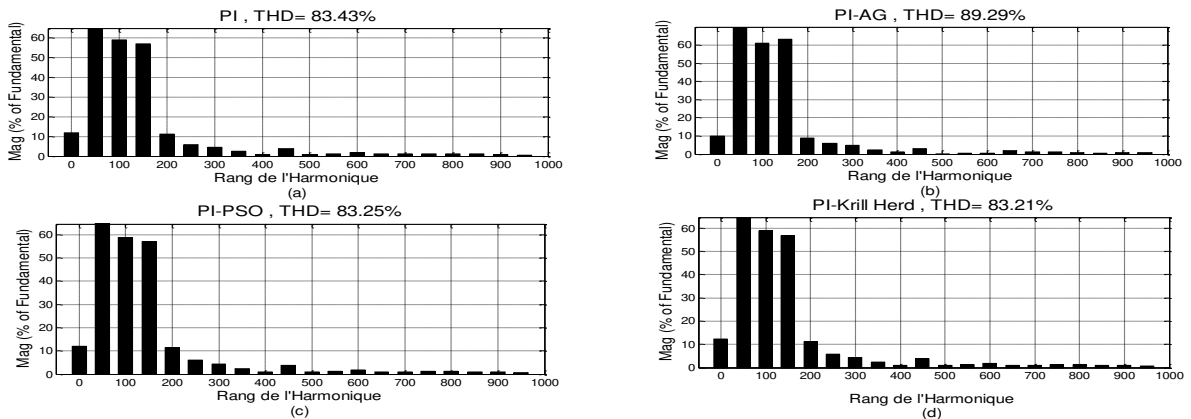 PI , THD= 83.43%
Mag (% of Fundamental)
60
50
40
30
20
10
0
0 100 200 300 400 500 600 700 800 900 1000
Rang de l'Harmonique
(a)
PI-AG , THD= 89.29%
Mag (% of Fundamental)
60
50
40
30
20
10
0
0 100 200 300 400 500 600 700 800 900 1000
Rang de l'Harmonique
(b)
PI-PSO , THD= 83.25%
Mag (% of Fundamental)
60
50
40
30
20
10
0
0 100 200 300 400 500 600 700 800 900 1000
Rang de l'Harmonique
(c)
PI-Krill Herd , THD= 83.21%
Mag (% of Fundamental)
60
50
40
30
20
10
0
0 100 200 300 400 500 600 700 800 900 1000
Rang de l'Harmonique
(d)